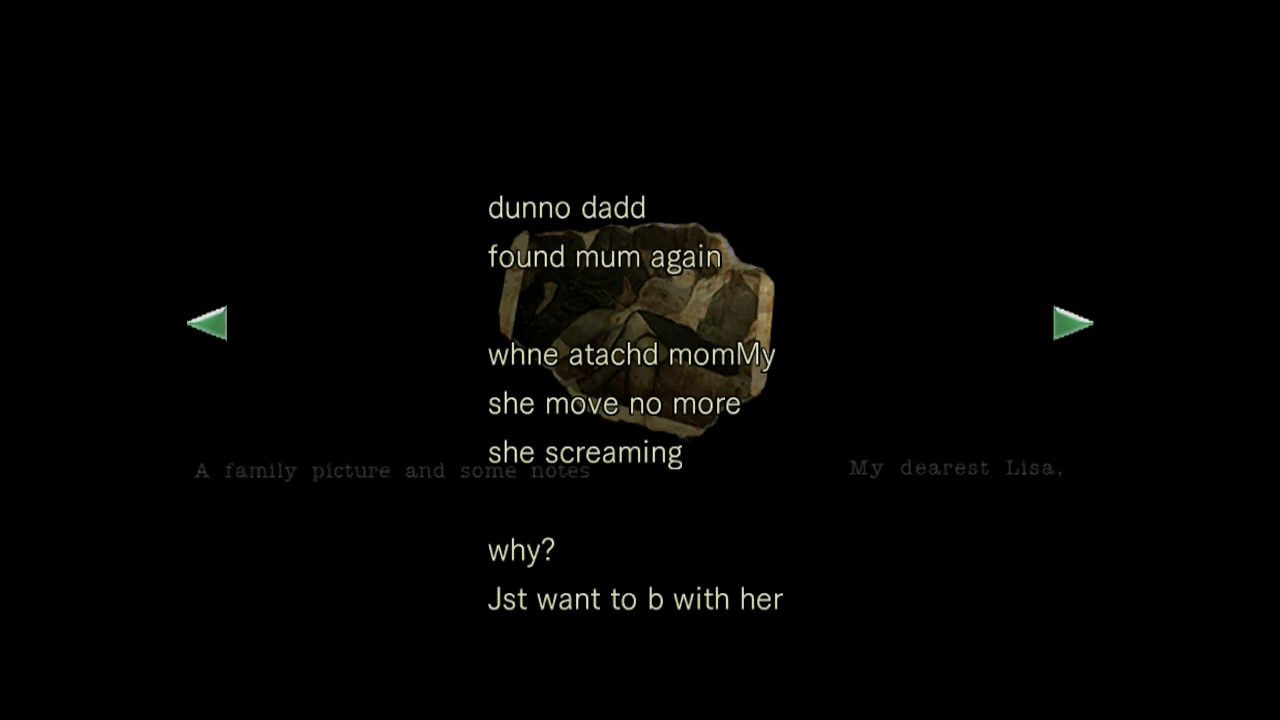 dunno dadd
found mum again
whne atachd momMy
she move no more
she screaming
A family picture and some notes
My dearest Lisa,
why?
Jst want to b with her